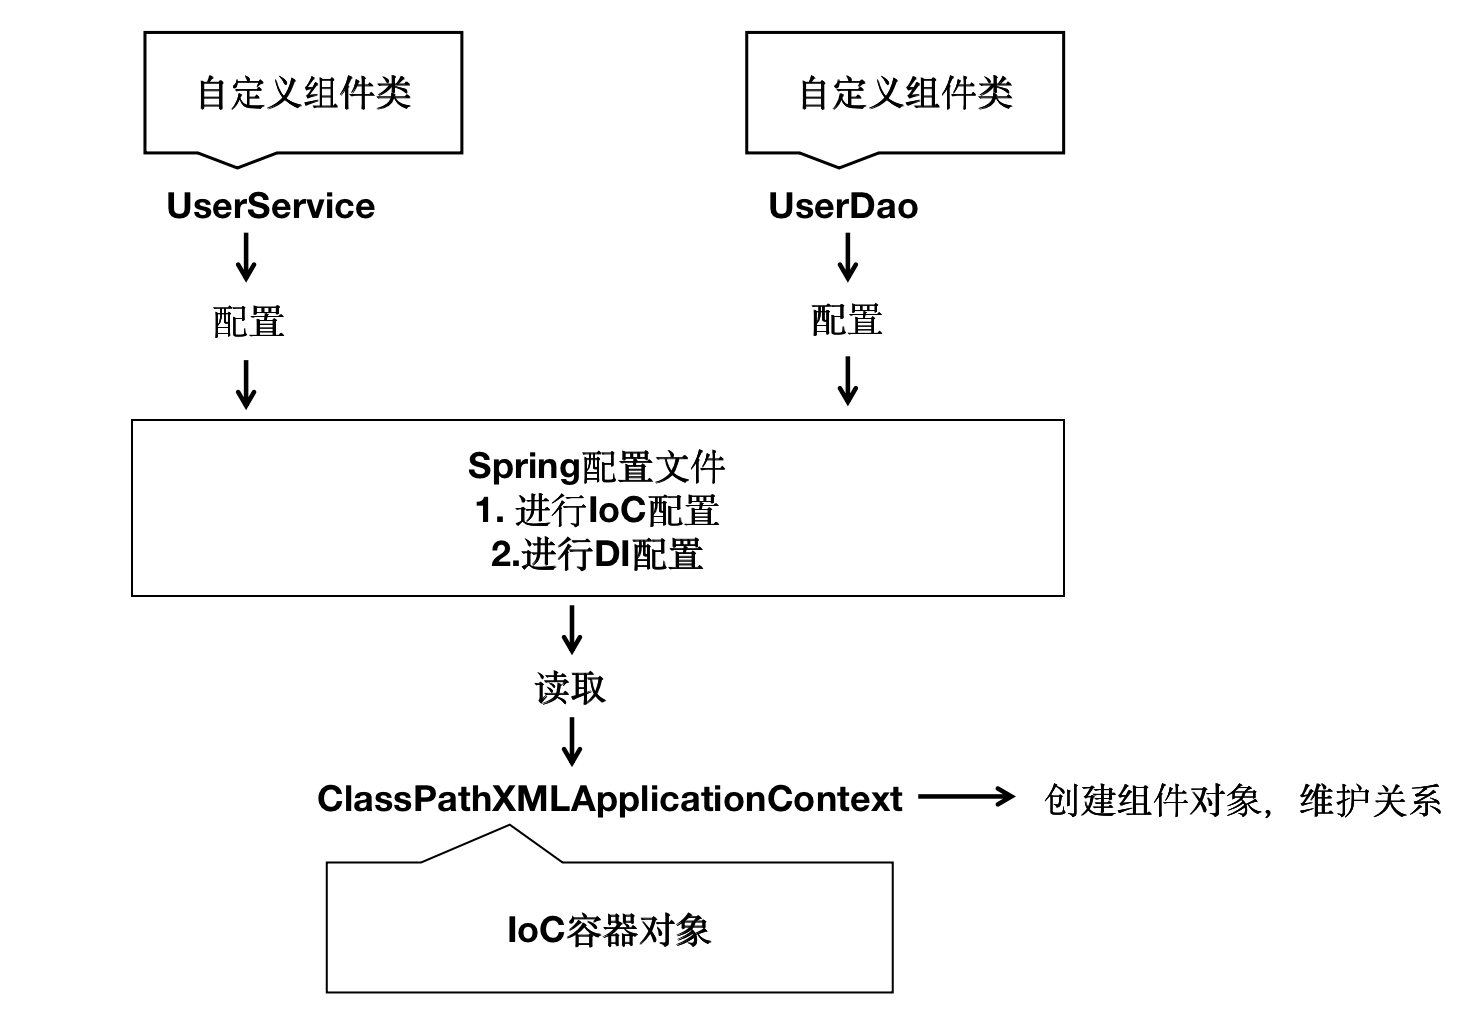 自定义组件类
自定义组件类
UserService
UserDao
配置
配置
Spring配置文件
1. 进行IoC配置
2.进行DI配置
读取
ClassPathXMLApplicationContext
创建组件对象，维护关系
IoC容器对象